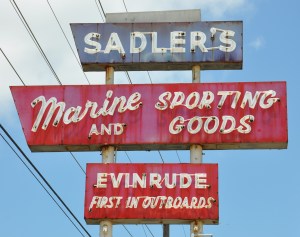 SADLER'S
Marine SPORTING
AND GOODS
EVINRUDE
FIRST IN OUTBOARDS